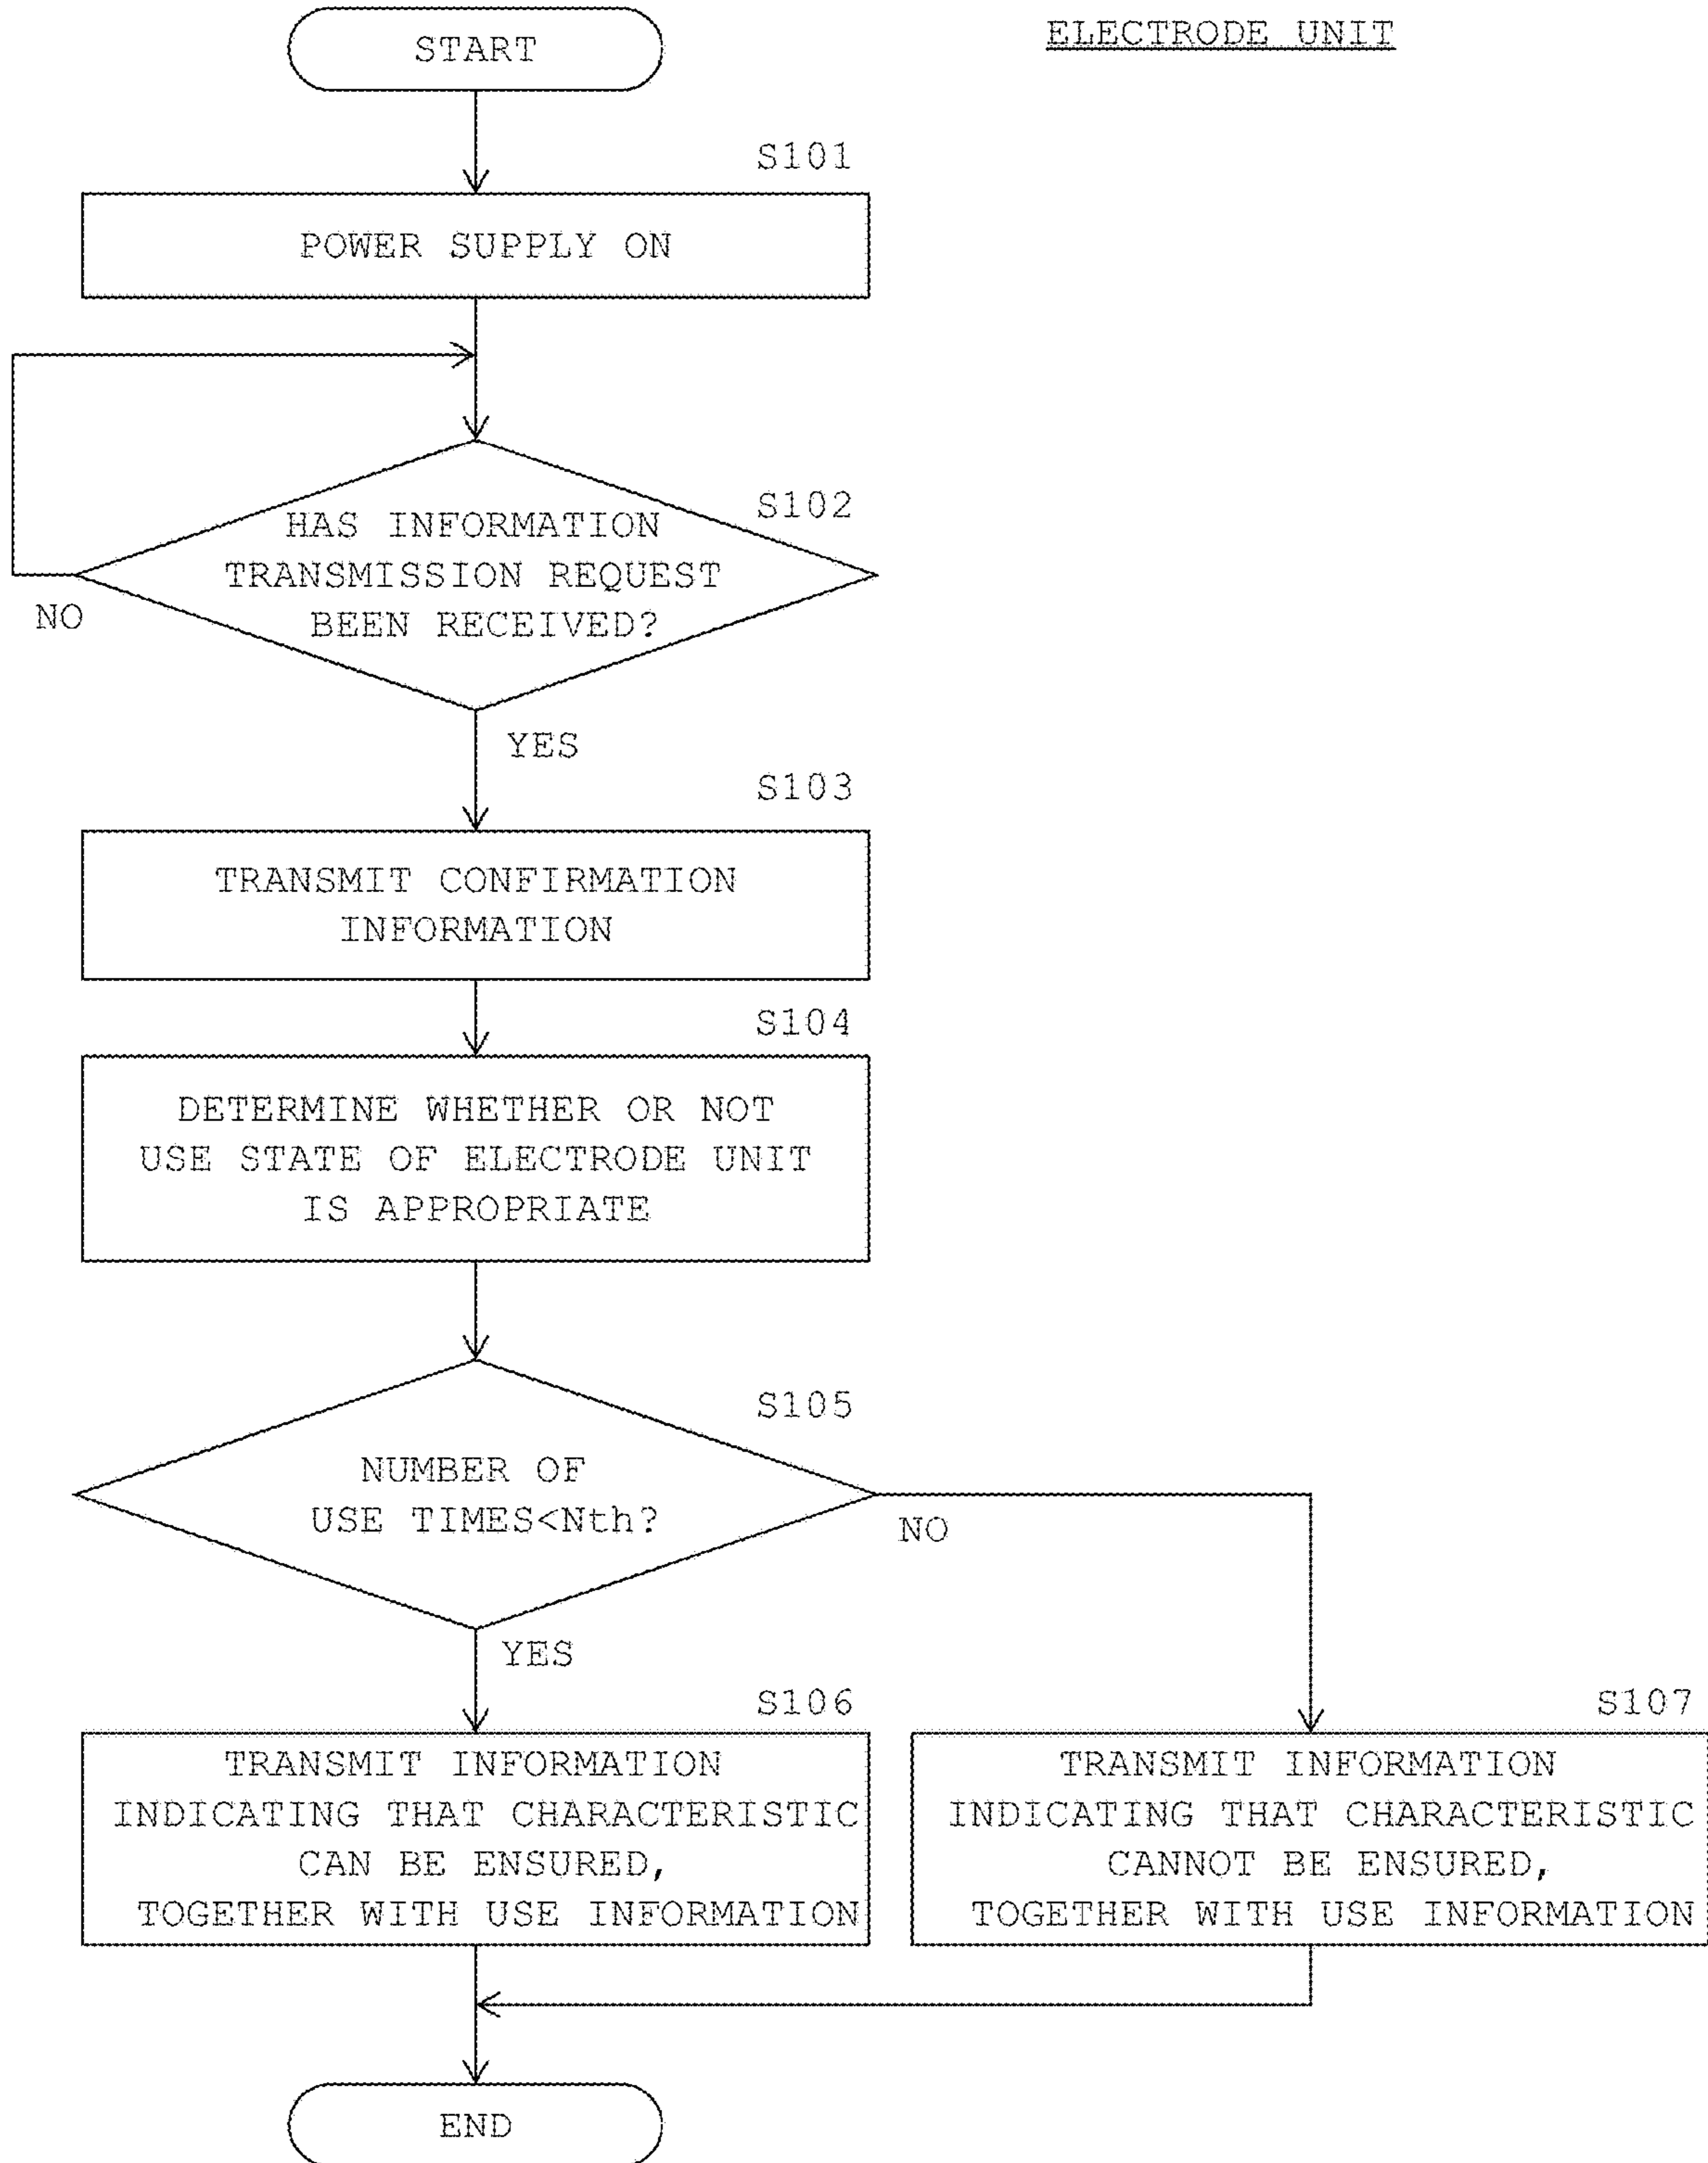 START
ELECTRODE UNIT
S101
POWER SUPPLY ON
S102
HAS INFORMATION
TRANSMISSION REQUEST
BEEN RECEIVED?
NO
YES
S103
TRANSMIT CONFIRMATION
INFORMATION
S104
DETERMINE WHETHER OR NOT
USE STATE OF ELECTRODE UNIT
IS APPROPRIATE
S105
NUMBER OF
USE TIMES<Nth?
NO
YES
S106
TRANSMIT INFORMATION
INDICATING THAT CHARACTERISTIC
CAN BE ENSURED,
TOGETHER WITH USE INFORMATION
S107
TRANSMIT INFORMATION
INDICATING THAT CHARACTERISTIC
CANNOT BE ENSURED,
TOGETHER WITH USE INFORMATION
END